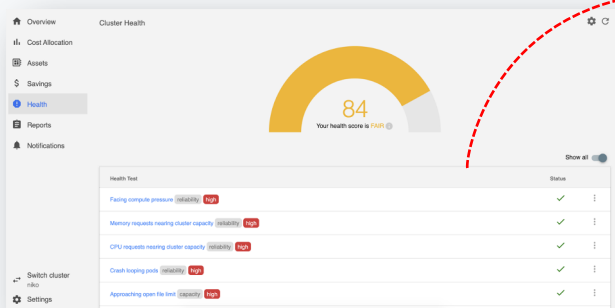 Overview
Cost Allocation
Assets
Savings
Health
Reports
Notifications
Switch cluster
niko
Settings
Cluster Health
84
Your health score is FAIR
Show all
Health Test Status
Facing compute pressure reliability high
Memory requests nearing cluster capacity reliability high
CPU requests nearing cluster capacity reliability high
Crash looping pods reliability high
Approaching open file limit capacity high